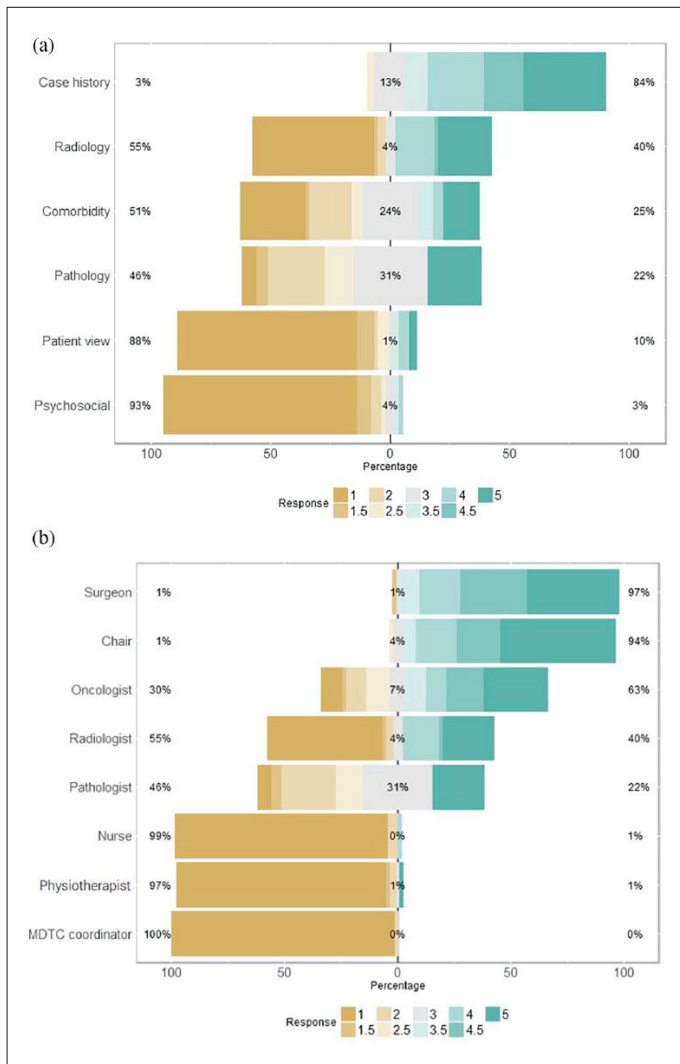 (a)
Case history 3% 13% 84%
Radiology 55% 4% 40%
Comorbidity 51% 24% 25%
Pathology 46% 31% 22%
Patient view 88% 1% 10%
Psychosocial 93% 4% 3%
100 50 0 50 100
Percentage
Response 1 2 3 4 5
1.5 2.5 3.5 4.5
(b)
Surgeon 1% 1% 97%
Chair 1% 4% 94%
Oncologist 30% 7% 63%
Radiologist 55% 4% 40%
Pathologist 46% 31% 22%
Nurse 99% 0% 1%
Physiotherapist 97% 1% 1%
MDTC coordinator 100% 0% 0%
100 50 0 50 100
Percentage
Response 1 2 3 4 5
1.5 2.5 3.5 4.5